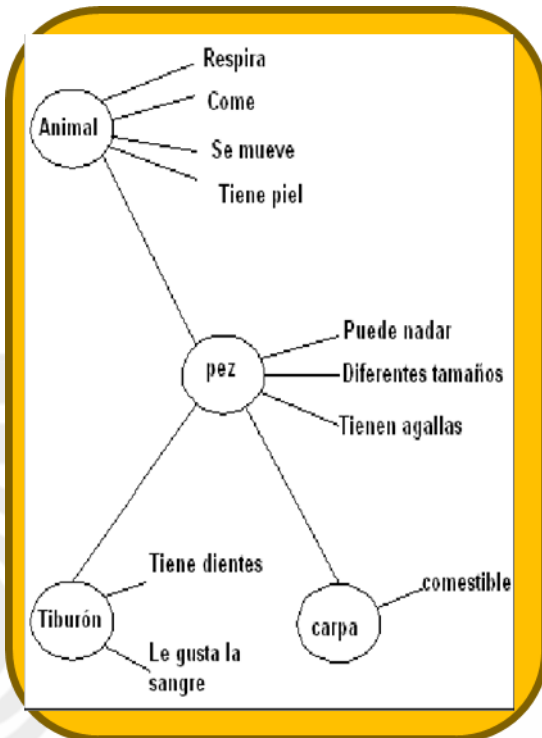 Respira
Come
Animal
Se mueve
Tiene piel
Puede nadar
pez
Diferentes tamaños
Tienen agallas
Tiene dientes
comestible
Tiburón
carpa
Le gusta la
sangre